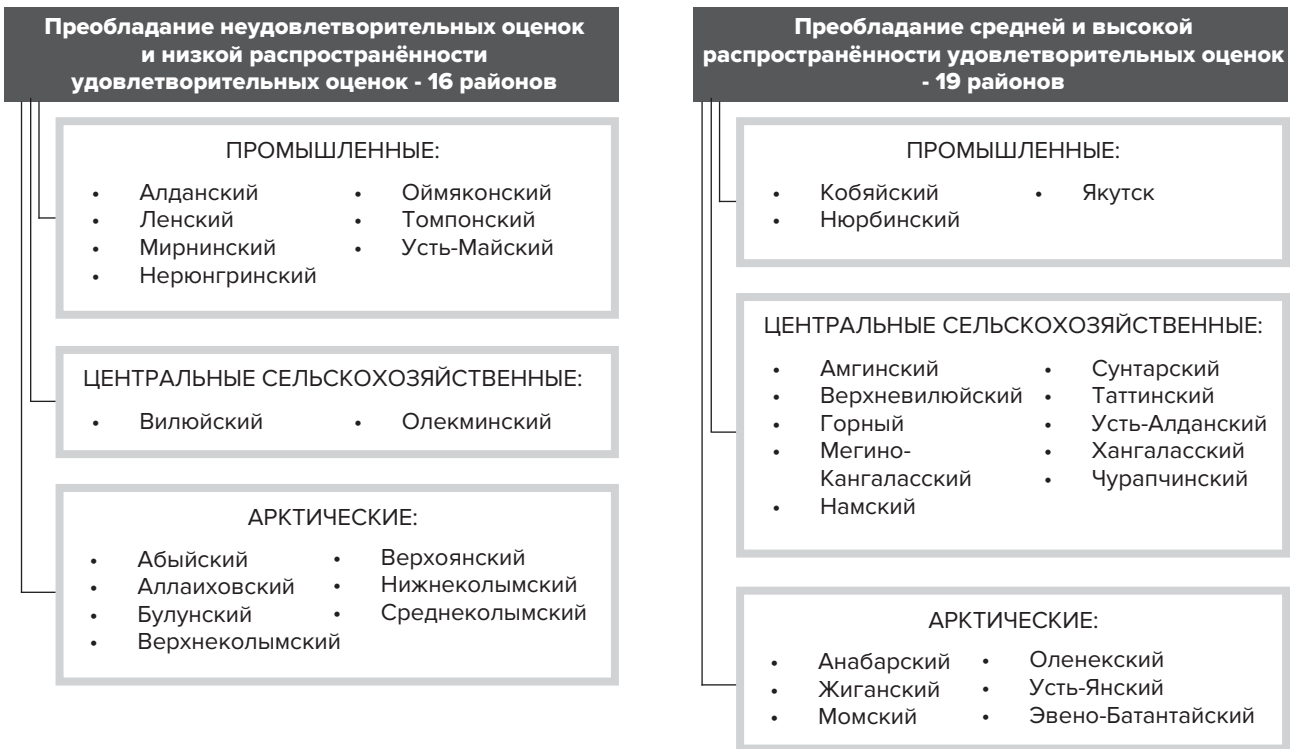 Преобладание неудовлетворительных оценок
и низкой распространённости
удовлетворительных оценок - 16 районов
ПРОМЫШЛЕННЫЕ:
• Алданский
• Ленский
• Мирнинский
• Нерюнгринский
• Оймяконский
• Томпонский
• Усть-Майский
ЦЕНТРАЛЬНЫЕ СЕЛЬСКОХОЗЯЙСТВЕННЫЕ:
• Вилюйский
• Олекминский
АРКТИЧЕСКИЕ:
• Абыйский
• Аллаиховский
• Булунский
• Верхнеколымский
• Верхоянский
• Нижнеколымский
• Среднеколымский
Преобладание средней и высокой
распространённости удовлетворительных оценок
- 19 районов
ПРОМЫШЛЕННЫЕ:
• Кобяйский
• Нюрбинский
• Якутск
ЦЕНТРАЛЬНЫЕ СЕЛЬСКОХОЗЯЙСТВЕННЫЕ:
• Амгинский
• Верхневилюйский
• Горный
• Мегино-
Кангаласский
• Намский
• Сунтарский
• Таттинский
• Усть-Алданский
• Хангаласский
• Чурапчинский
АРКТИЧЕСКИЕ:
• Анабарский
• Жиганский
• Момский
• Оленекский
• Усть-Янский
• Эвено-Батантайский